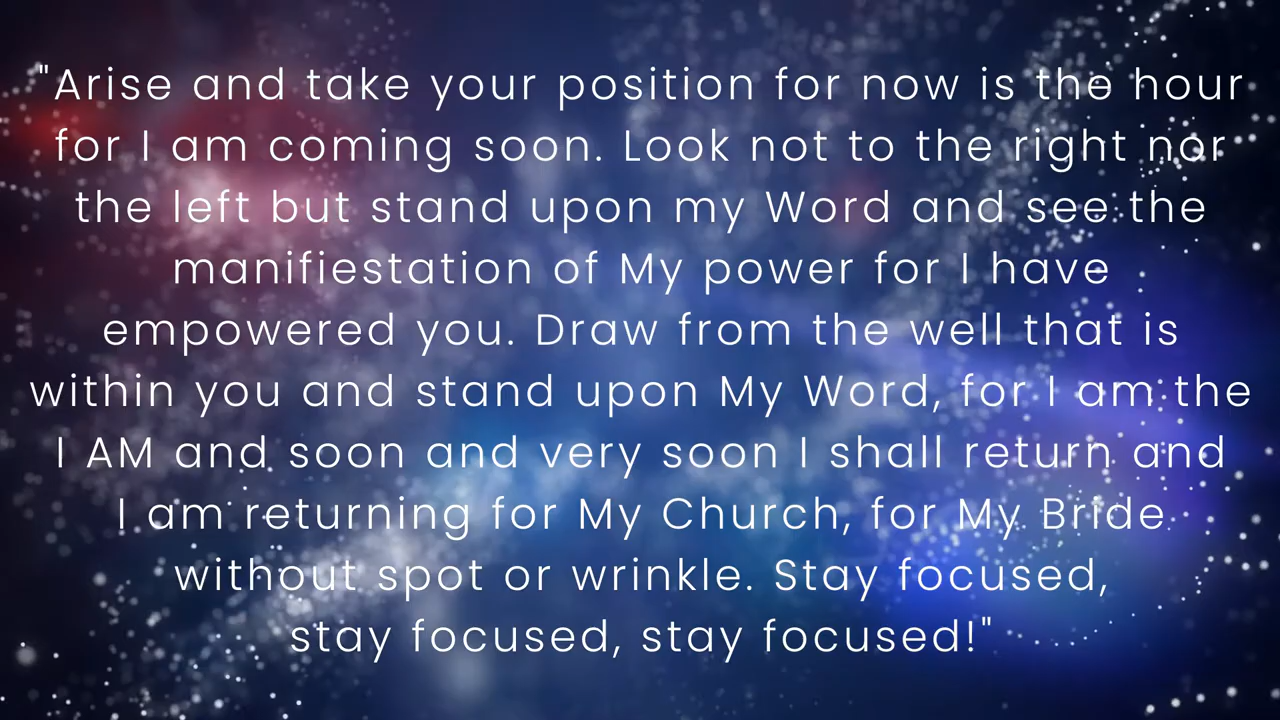 "Arise and take your position for now is the hour
for I am coming soon. Look not to the right nor
the left but stand upon my Word and see the
manifiestation of My power for I have
empowered you. Draw from the well that is
within you and stand upon My Word, for I am the
I AM and soon and very soon I shall return and
I am returning for My Church, for My Bride
without spot or wrinkle. Stay focused,
stay focused, stay focused!"